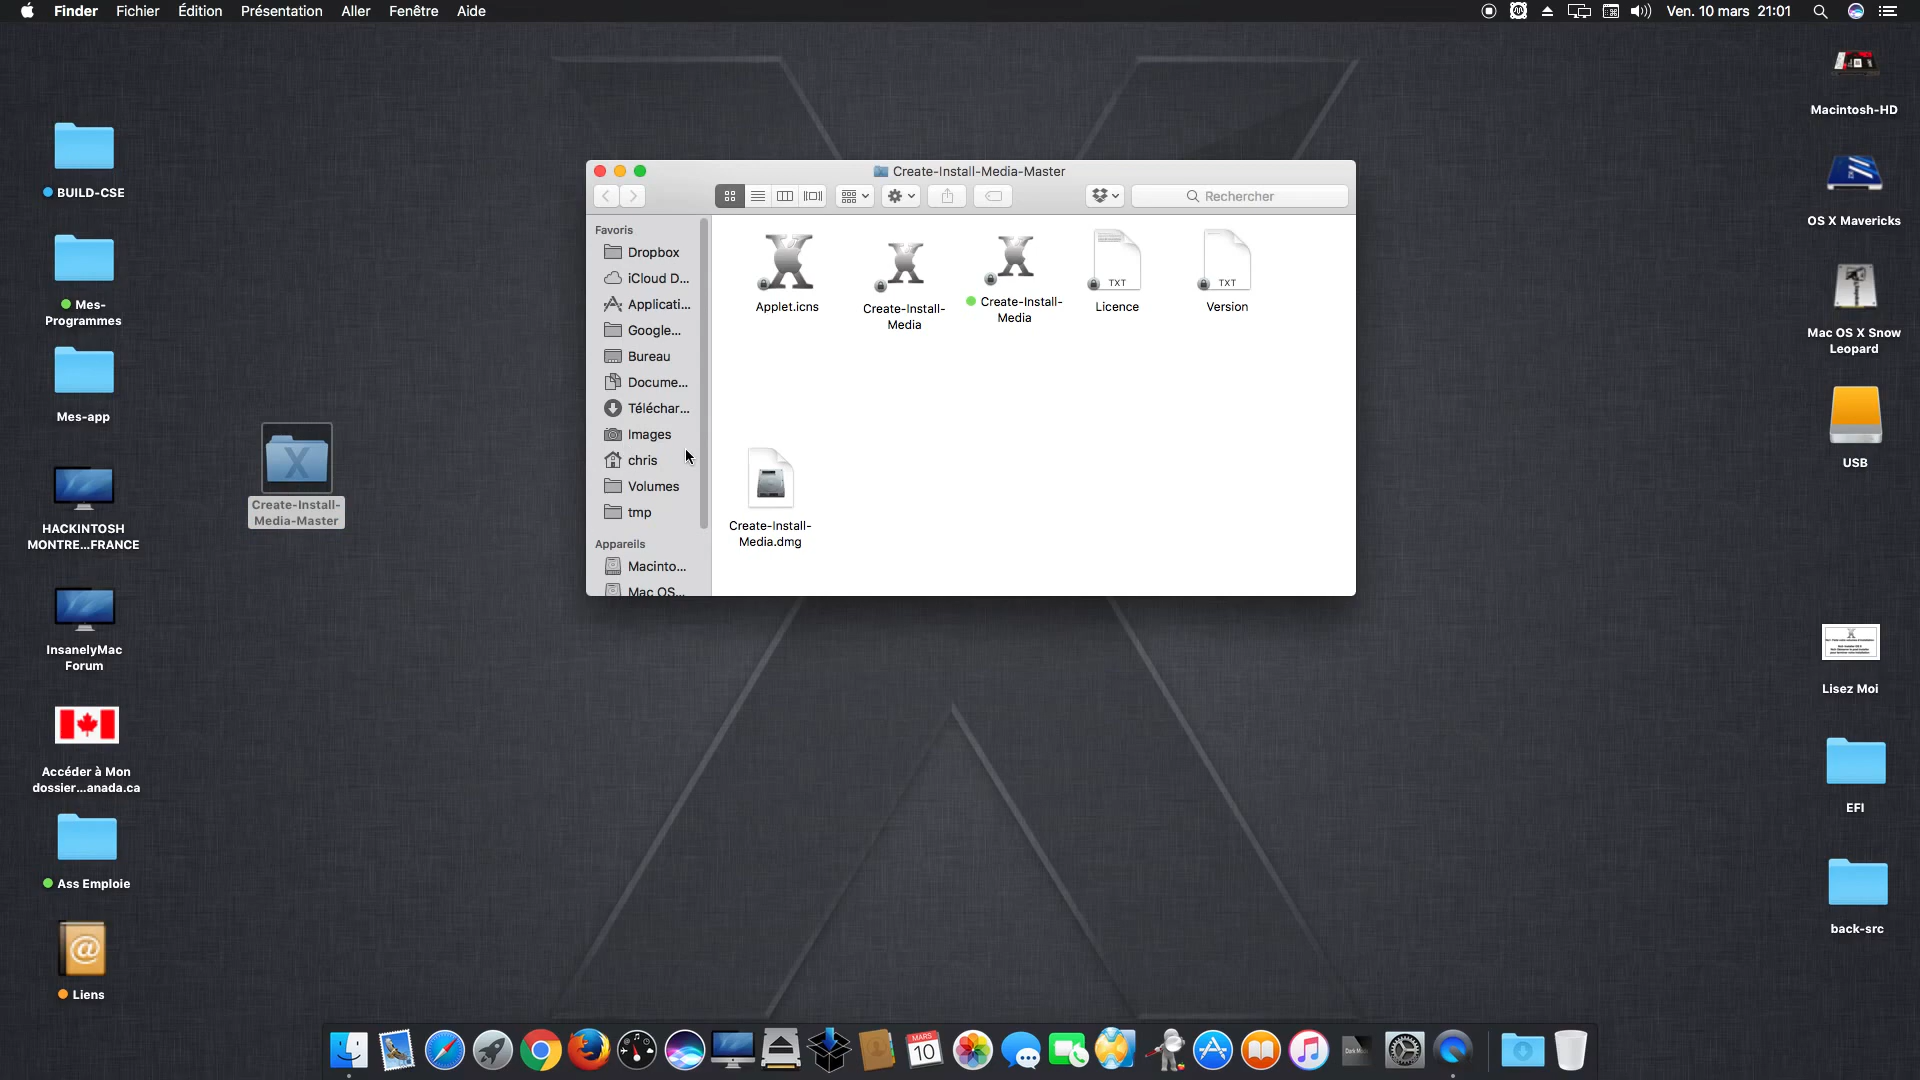 Finder Fichier Édition Présentation Aller Fenêtre Aide
Ven. 10 mars 21:01
BUILD-CSE
Mes-
Programmes
Mes-app
HACKINTOSH
MONTRE...FRANCE
InsanelyMac
Forum
Accéder à Mon
dossier...anada.ca
Ass Emploie
Liens
Create-Install-
Media-Master
Create-Install-Media-Master
Rechercher
Favoris
Dropbox
iCloud D...
Applicati...
Google...
Bureau
Docume...
Téléchar...
Images
chris
Volumes
tmp
Appareils
Macinto...
Mac OS...
Applet.icns
Create-Install-
Media
Create-Install-
Media
TXT
Licence
TXT
Version
Create-Install-
Media.dmg
Macintosh-HD
OS X Mavericks
Mac OS X Snow
Leopard
USB
Lisez Moi
EFI
back-src
MARS
10